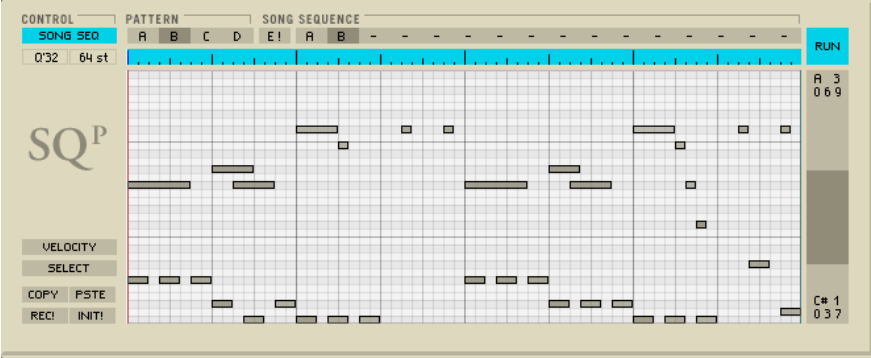 CONTROL PATTERN SONG SEQUENCE
SONG SEQ A B C D E! A B - - - - - - - - - - - - - -
RUN
Q'32 64 st
A 3
069
SQP
VELOCITY
SELECT
COPY PSTE
C# 1
REC! INIT!
037